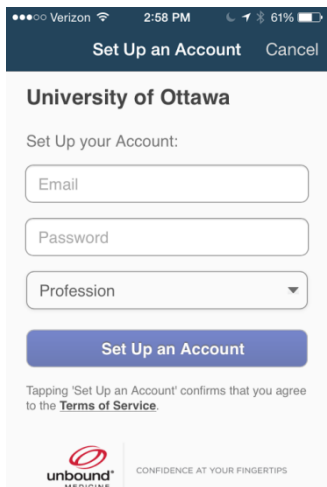 ●●●○○ Verizon 2:58 PM 61%
Set Up an Account Cancel
University of Ottawa
Set Up your Account:
Email
Password
Profession
Set Up an Account
Tapping 'Set Up an Account' confirms that you agree
to the Terms of Service.
unbound CONFIDENCE AT YOUR FINGERTIPS
MEDICINE